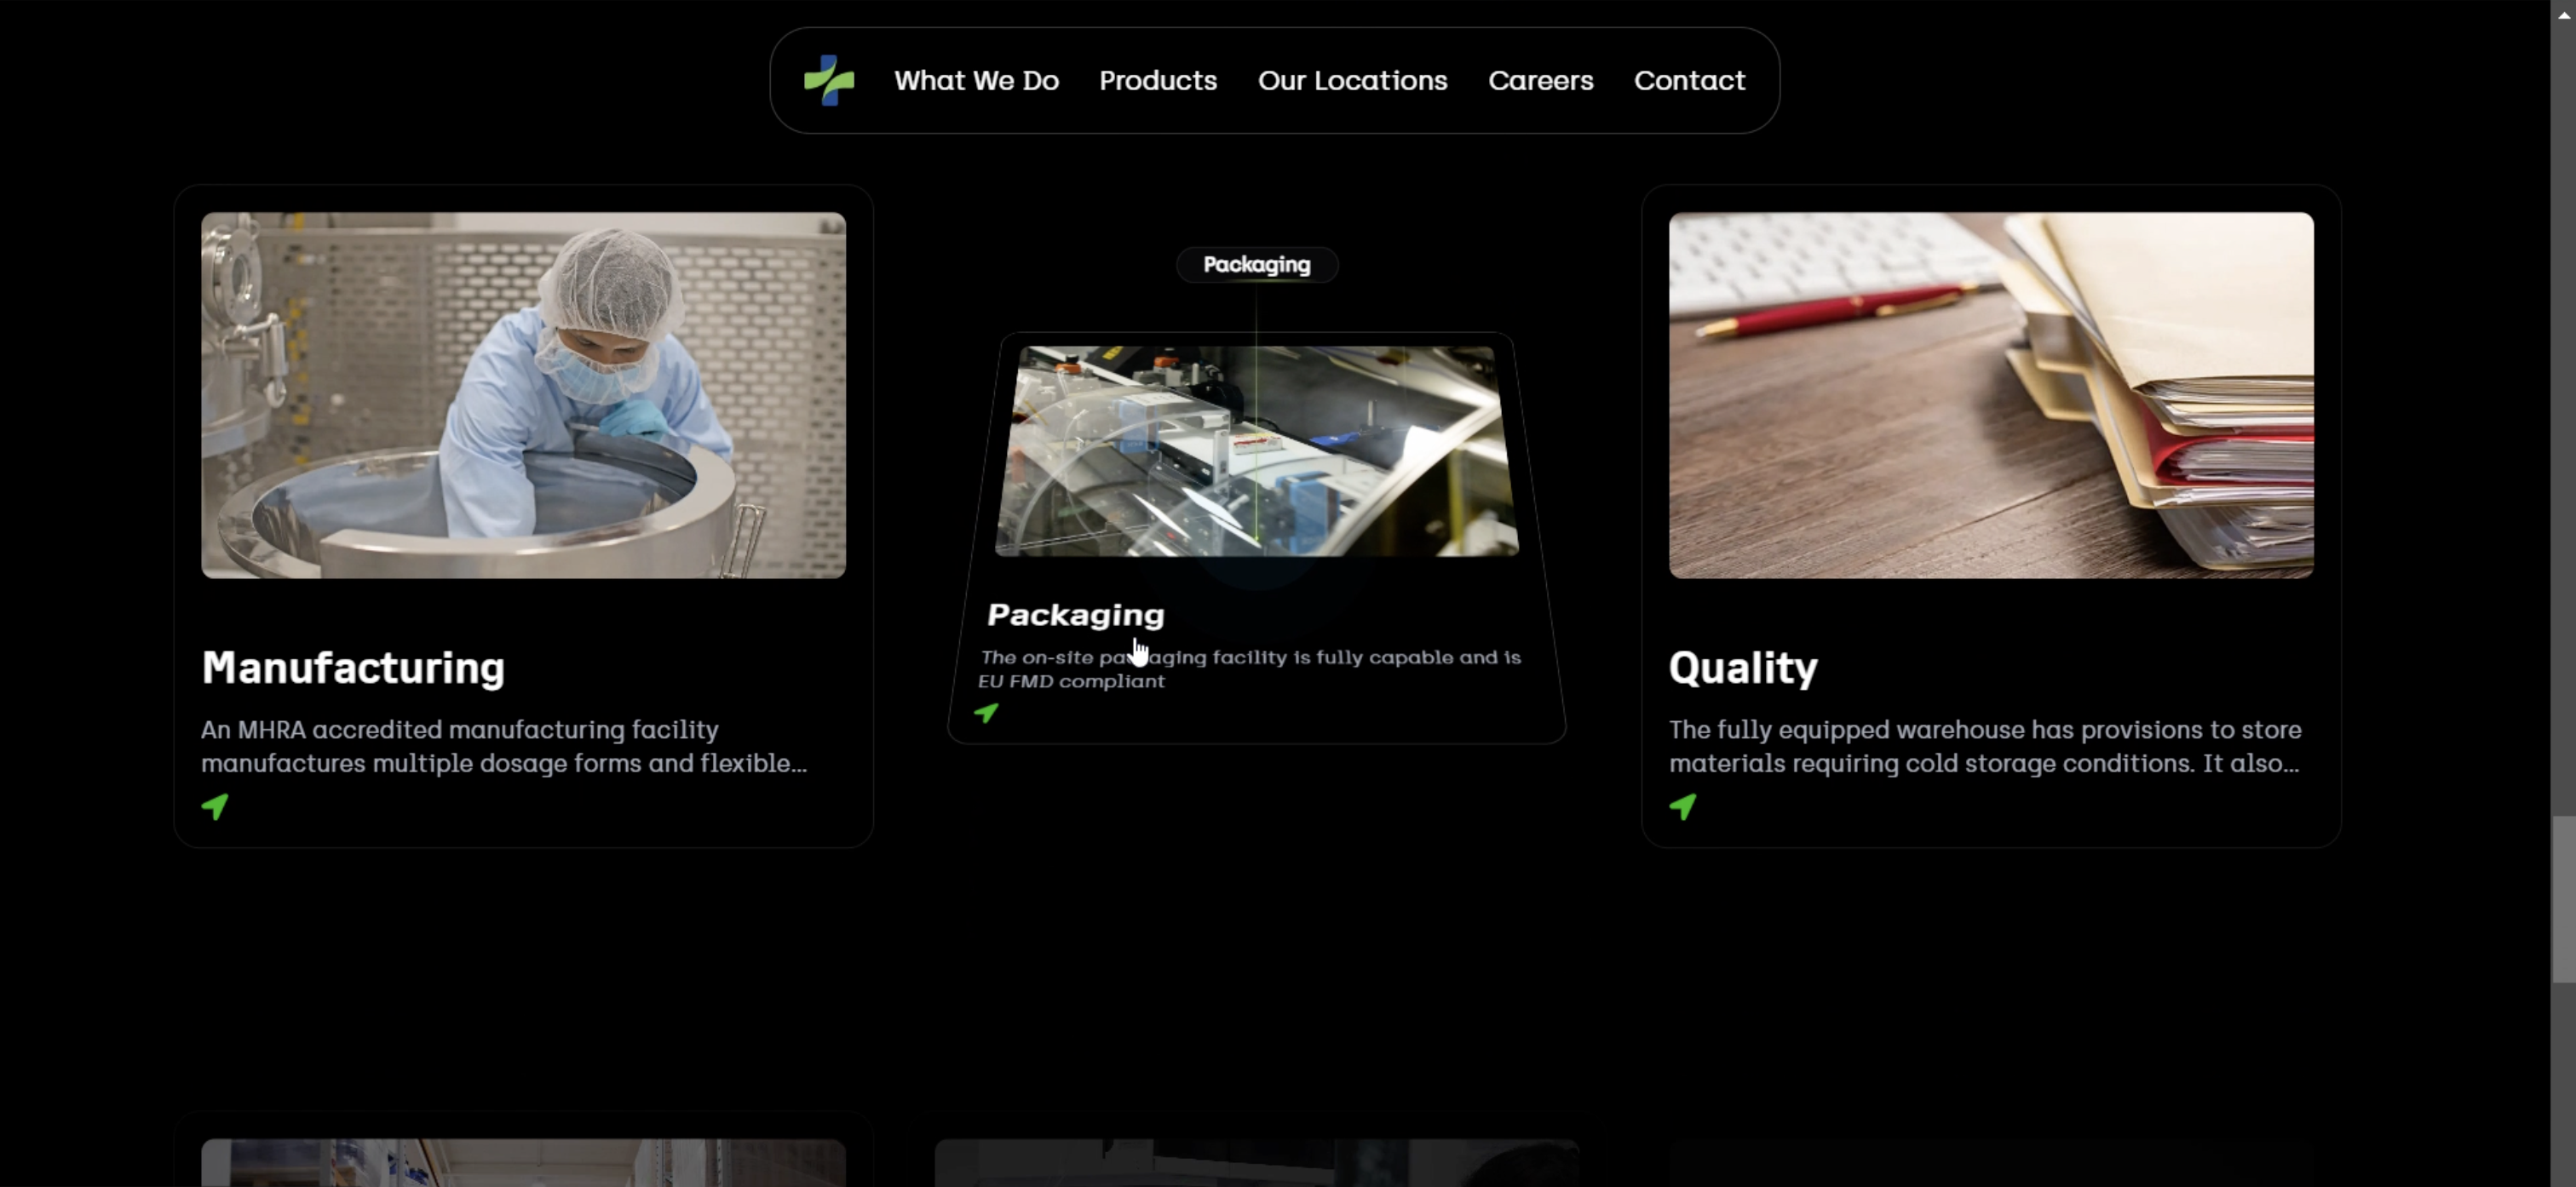 What We Do Products Our Locations Careers Contact
Manufacturing
An MHRA accredited manufacturing facility
manufactures multiple dosage forms and flexible...
Packaging
Packaging
The on-site packaging facility is fully capable and is
EU FMD compliant
Quality
The fully equipped warehouse has provisions to store
materials requiring cold storage conditions. It also...